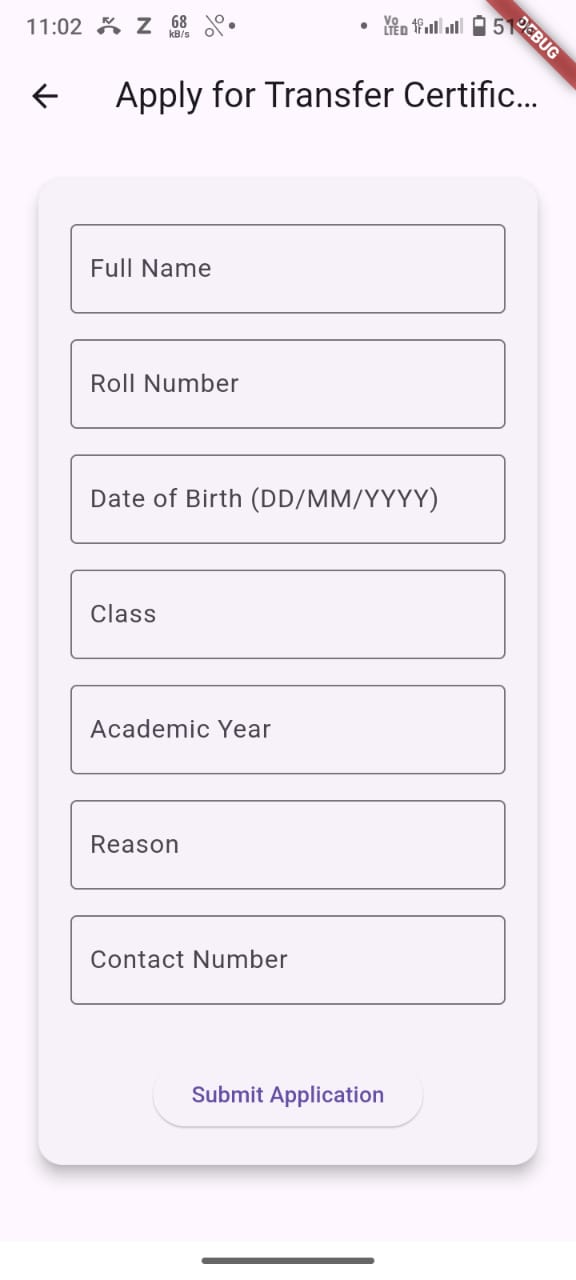 11:02 Z 68 KB/s VO LTE 4G 51%
DEBUG
Apply for Transfer Certific...
Full Name
Roll Number
Date of Birth (DD/MM/YYYY)
Class
Academic Year
Reason
Contact Number
Submit Application